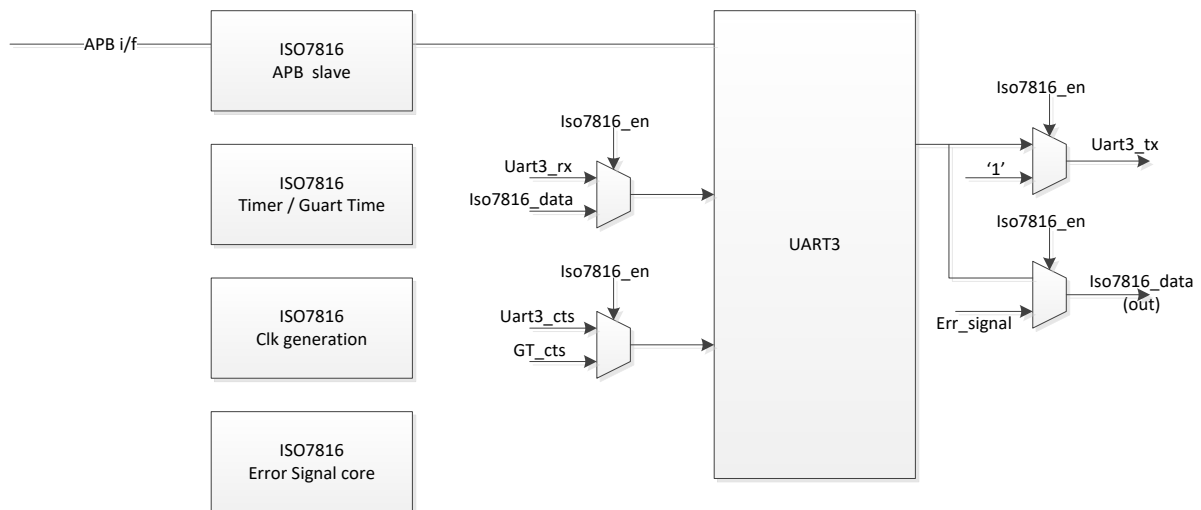 APB i/f
ISO7816
APB slave
ISO7816
Timer / Guart Time
ISO7816
Clk generation
ISO7816
Error Signal core
Iso7816_en
Uart3_rx
Iso7816_data
Iso7816_en
Uart3_cts
GT_cts
UART3
Iso7816_en
Uart3_tx
‘1’
Iso7816_en
Iso7816_data
(out)
Err_signal